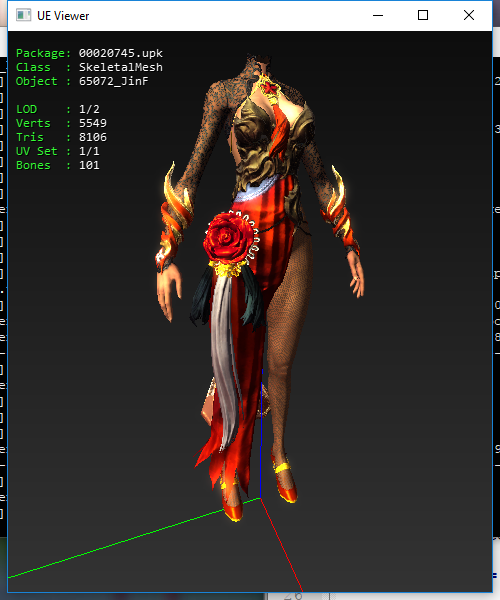 UE Viewer
Package: 00020745.upk
Class : SkeletalMesh
Object : 65072_JinF
LOD : 1/2
Verts : 5549
Tris : 8106
UV Set : 1/1
Bones : 101